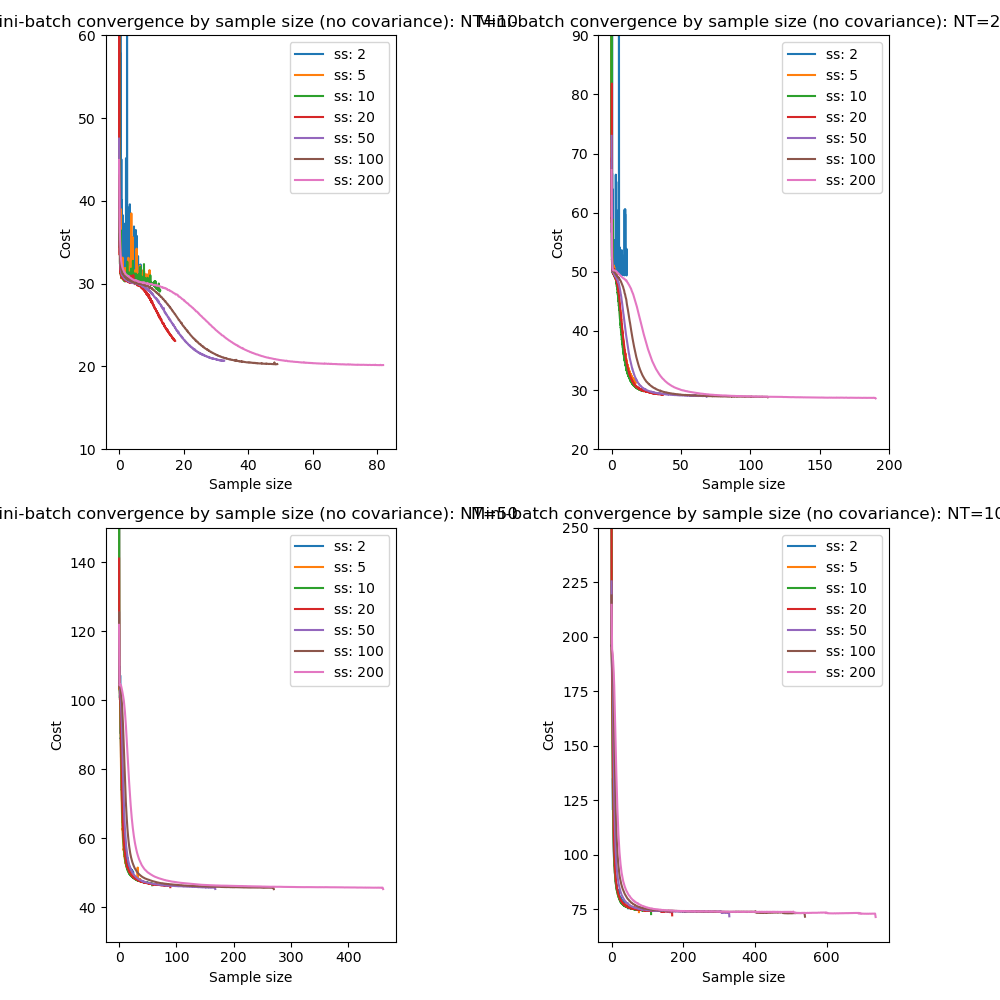 ini-batch convergence by sample size (no covariance): NT=10
Mini-batch convergence by sample size (no covariance): NT=2
60
50
40
30
20
10
Cost
0
20
40
60
80
Sample size
ss: 2
ss: 5
ss: 10
ss: 20
ss: 50
ss: 100
ss: 200
90
80
70
60
50
40
30
20
Cost
0
50
100
150
200
Sample size
ss: 2
ss: 5
ss: 10
ss: 20
ss: 50
ss: 100
ss: 200
ini-batch convergence by sample size (no covariance): NT=50
Mini-batch convergence by sample size (no covariance): NT=10
140
120
100
80
60
40
Cost
0
100
200
300
400
Sample size
ss: 2
ss: 5
ss: 10
ss: 20
ss: 50
ss: 100
ss: 200
250
225
200
175
150
125
100
75
Cost
0
200
400
600
Sample size
ss: 2
ss: 5
ss: 10
ss: 20
ss: 50
ss: 100
ss: 200